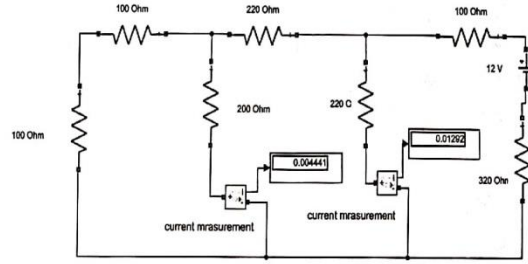 100 Ohm
220 Ohm
100 Ohm
12 V
200 Ohm
220 O
100 Ohm
0.004441
0.01292
320 Ohm
current mrasurement
current mrasurement